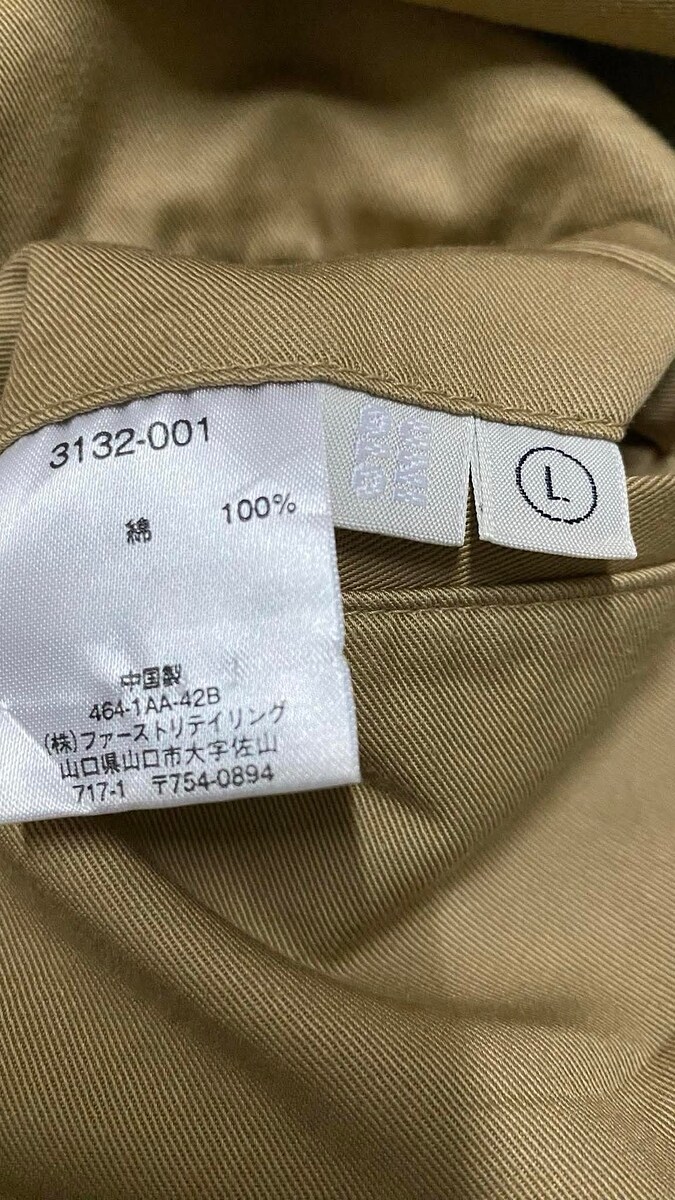 3132-001
綿 100%
中国製
464-1AA-42B
(株)ファーストリテイリング
山口県山口市大字佐山
717-1 〒754-0894
L